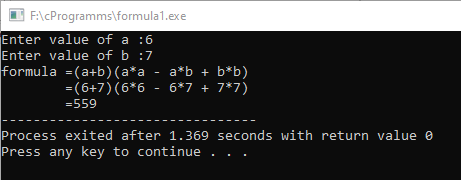 F:\cProgramms\formula1.exe
Enter value of a :6
Enter value of b :7
formula =(a+b)(a*a - a*b + b*b)
        =(6+7)(6*6 - 6*7 + 7*7)
        =559
--------------------------------
Process exited after 1.369 seconds with return value 0
Press any key to continue . . .